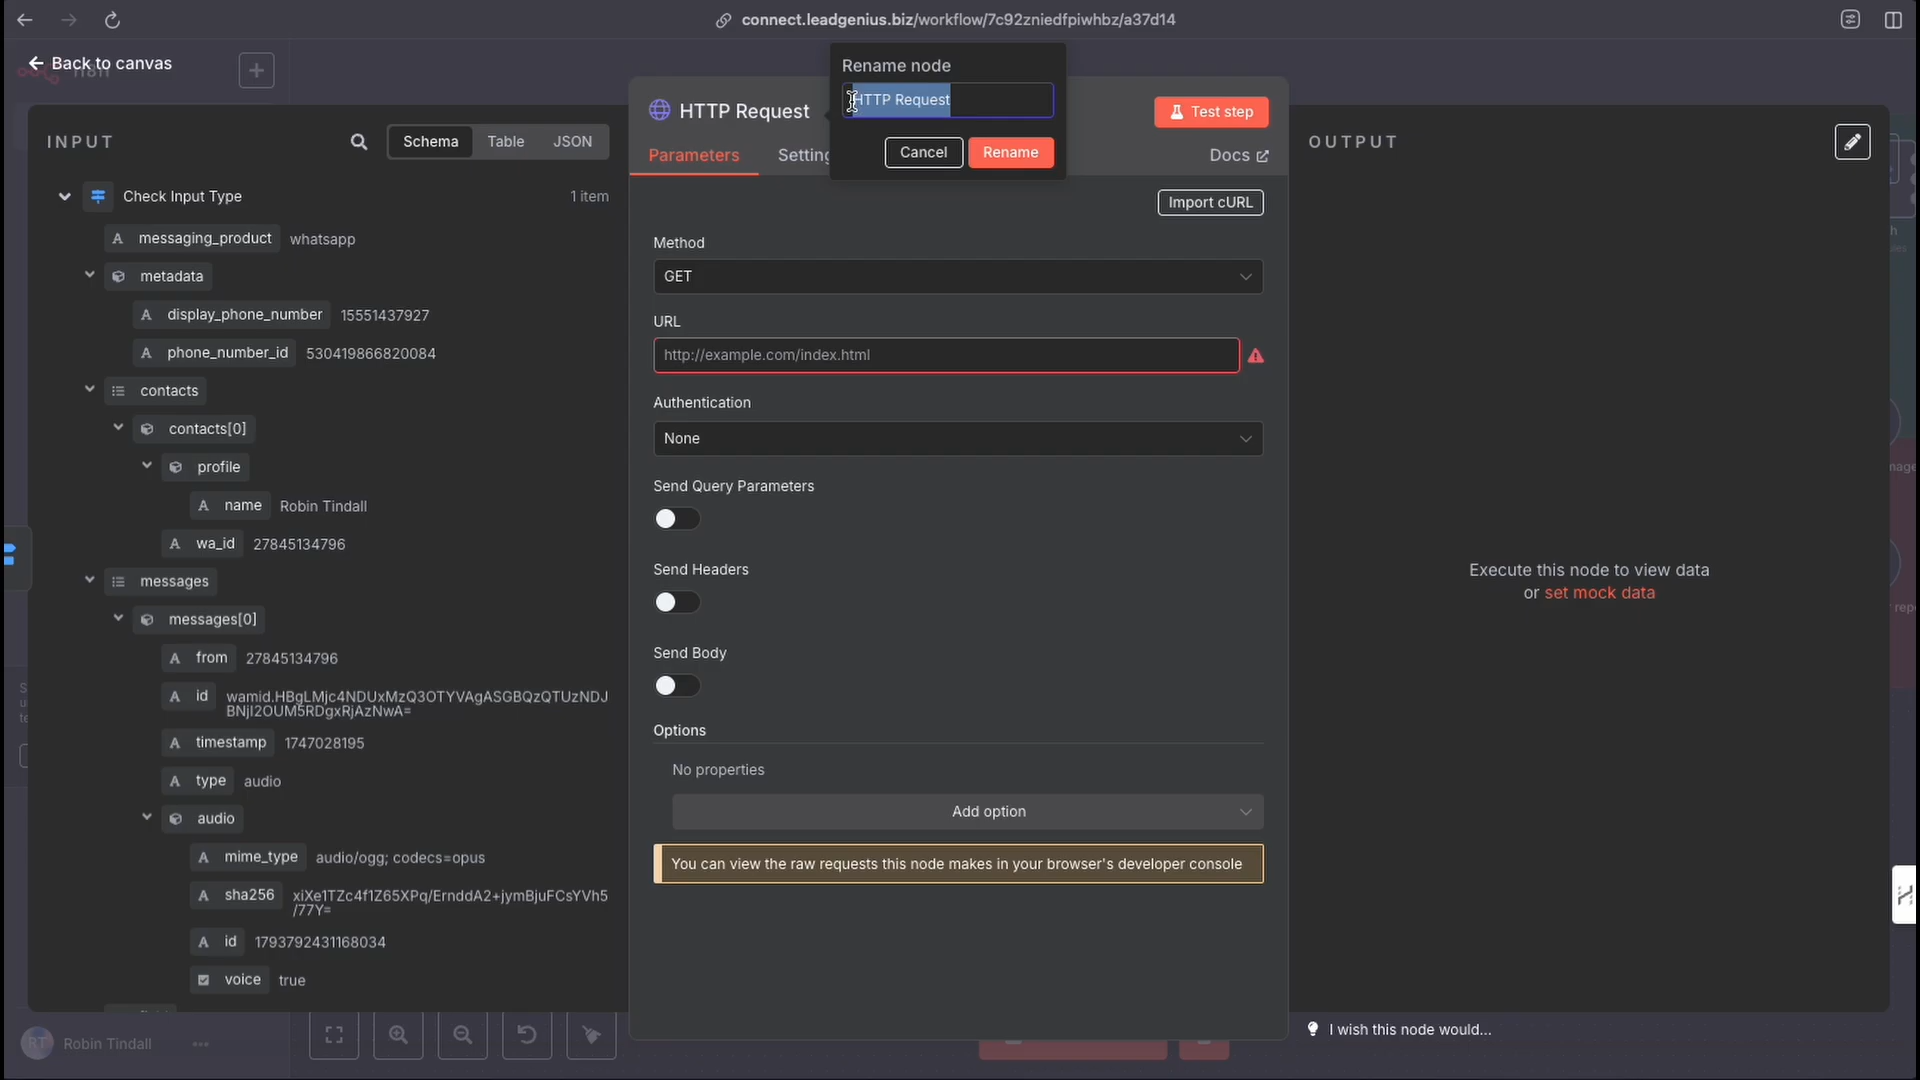 connect.leadgenius.biz/workflow/7c92zniedfpiwhbz/a37d14
Back to canvas
Rename node
HTTP Request
Cancel
Rename
INPUT
Schema
Table
JSON
Check Input Type
1 item
messaging_product
whatsapp
metadata
display_phone_number
15551437927
phone_number_id
530419866820084
contacts
contacts[0]
profile
name
Robin Tindall
wa_id
27845134796
messages
messages[0]
from
27845134796
id
wamid.HBgLMjc4NDUxMzQ3OTYVAgASGBQzQTUzNDJ
BNjI2OUM5RDgxRjAzNwA=
timestamp
1747028195
type
audio
audio
mime_type
audio/ogg; codecs=opus
sha256
xiXe1TZc4f1Z65XPq/ErnddA2+jymBjuFCsYVh5
/77Y=
id
1793792431168034
voice
true
RT
Robin Tindall
HTTP Request
Test step
Parameters
Docs
Import cURL
Method
GET
URL
http://example.com/index.html
Authentication
None
Send Query Parameters
Send Headers
Send Body
Options
No properties
Add option
You can view the raw requests this node makes in your browser's developer console
OUTPUT
Execute this node to view data
or set mock data
I wish this node would...